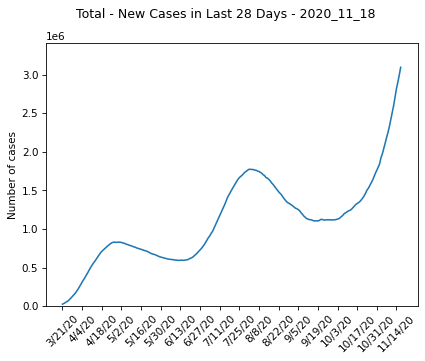 Total - New Cases in Last 28 Days - 2020_11_18
1e6
3.0
2.5
2.0
1.5
1.0
0.5
0.0
Number of cases
3/21/20 4/4/20 4/18/20 5/2/20 5/16/20 5/30/20 6/13/20 6/27/20 7/11/20 7/25/20 8/8/20 8/22/20 9/5/20 9/19/20 10/3/20 10/17/20 10/31/20 11/14/20